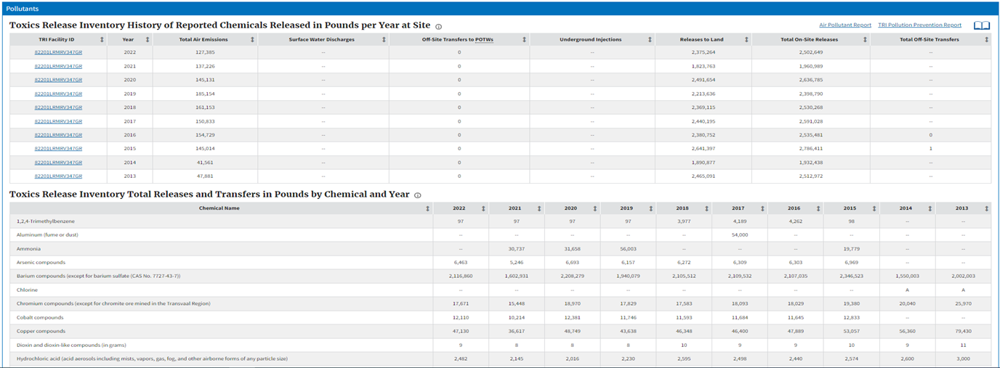 Pollutants
Toxics Release Inventory History of Reported Chemicals Released in Pounds per Year at Site
Air Pollutant Report TRI Pollution Prevention Report
TRI Facility ID Year Total Air Emissions Surface Water Discharges Off-Site Transfers to POTWs Underground Injections Releases to Land Total On-Site Releases Total Off-Site Transfers
82201LRMRV347GR 2022 127,385 -- 0 -- 2,375,264 2,502,649 --
82201LRMRV347GR 2021 137,226 -- 0 -- 1,823,763 1,960,989 --
82201LRMRV347GR 2020 145,131 -- 0 -- 2,491,654 2,636,785 --
82201LRMRV347GR 2019 185,154 -- 0 -- 2,213,636 2,398,790 --
82201LRMRV347GR 2018 161,153 -- 0 -- 2,369,115 2,530,268 --
82201LRMRV347GR 2017 150,833 -- 0 -- 2,440,195 2,591,028 --
82201LRMRV347GR 2016 154,729 -- 0 -- 2,380,752 2,535,481 0
82201LRMRV347GR 2015 145,014 -- 0 -- 2,641,397 2,786,411 1
82201LRMRV347GR 2014 41,561 -- 0 -- 1,890,877 1,932,438 --
82201LRMRV347GR 2013 47,881 -- 0 -- 2,465,091 2,512,972 --
Toxics Release Inventory Total Releases and Transfers in Pounds by Chemical and Year
Chemical Name 2022 2021 2020 2019 2018 2017 2016 2015 2014 2013
1,2,4-Trimethylbenzene 97 97 97 97 3,977 4,189 4,262 98 -- --
Aluminum (fume or dust) -- -- -- -- -- 54,000 -- -- -- --
Ammonia -- 30,737 31,658 56,003 -- -- -- 19,779 -- --
Arsenic compounds 6,463 5,246 6,693 6,157 6,272 6,309 6,303 6,969 -- --
Barium compounds (except for barium sulfate (CAS No. 7727-43-7)) 2,116,860 1,602,931 2,208,279 1,940,079 2,105,512 2,109,532 2,107,035 2,346,523 1,550,003 2,002,003
Chlorine -- -- -- -- -- -- -- -- A A
Chromium compounds (except for chromite ore mined in the Transvaal Region) 17,671 15,448 18,970 17,829 17,583 18,093 18,029 19,380 20,040 25,970
Cobalt compounds 12,110 10,214 12,381 11,746 11,593 11,684 11,645 12,833 -- --
Copper compounds 47,130 36,617 48,749 43,638 46,348 46,400 47,889 53,057 56,360 79,430
Dioxin and dioxin-like compounds (in grams) 9 8 8 8 10 9 9 10 9 11
Hydrochloric acid (acid aerosols including mists, vapors, gas, fog, and other airborne forms of any particle size) 2,482 2,145 2,016 2,230 2,595 2,498 2,440 2,574 2,600 3,000